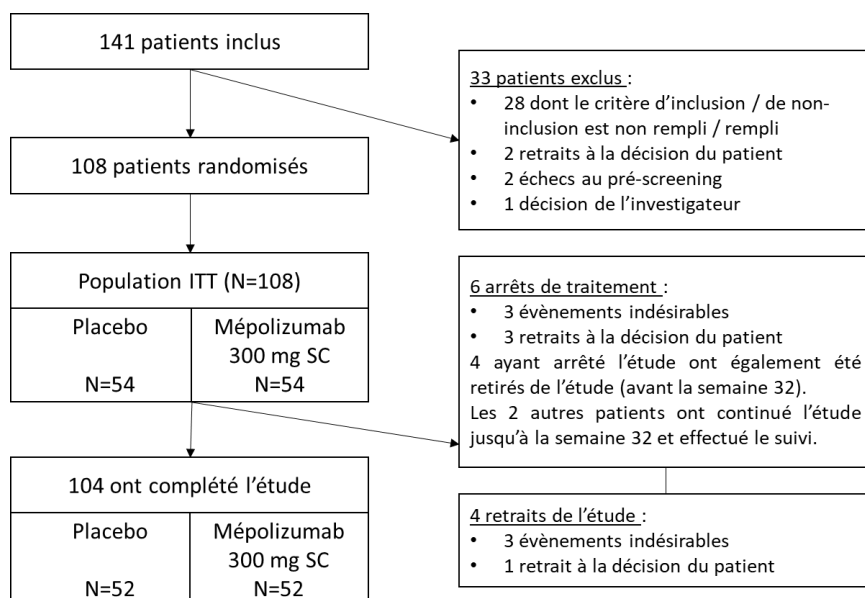 141 patients inclus
33 patients exclus :
• 28 dont le critère d’inclusion / de non-
inclusion est non rempli / rempli
• 2 retraits à la décision du patient
• 2 échecs au pré-screening
• 1 décision de l’investigateur
108 patients randomisés
Population ITT (N=108)
Placebo
N=54
Mépolizumab
300 mg SC
N=54
6 arrêts de traitement :
• 3 évènements indésirables
• 3 retraits à la décision du patient
4 ayant arrêté l’étude ont également été
retirés de l’étude (avant la semaine 32).
Les 2 autres patients ont continué l’étude
jusqu’à la semaine 32 et effectué le suivi.
104 ont complété l’étude
Placebo
N=52
Mépolizumab
300 mg SC
N=52
4 retraits de l’étude :
• 3 évènements indésirables
• 1 retrait à la décision du patient